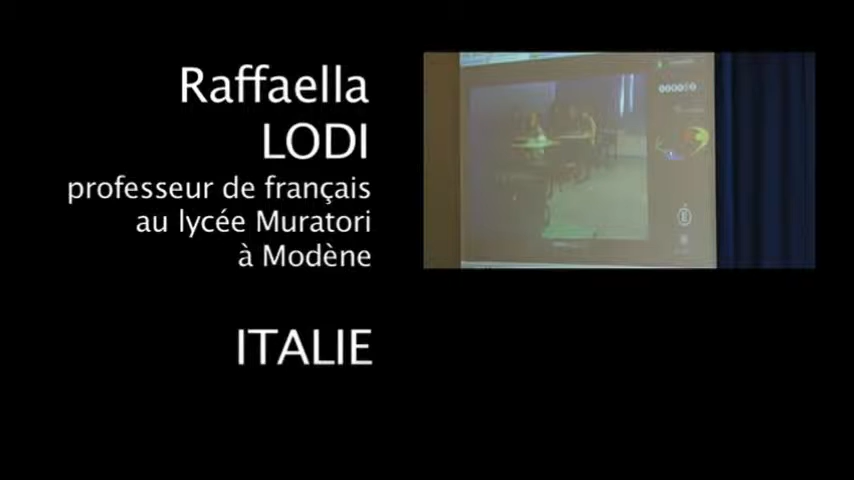 Raffaella
LODI
professeur de français
au lycée Muratori
à Modène
ITALIE